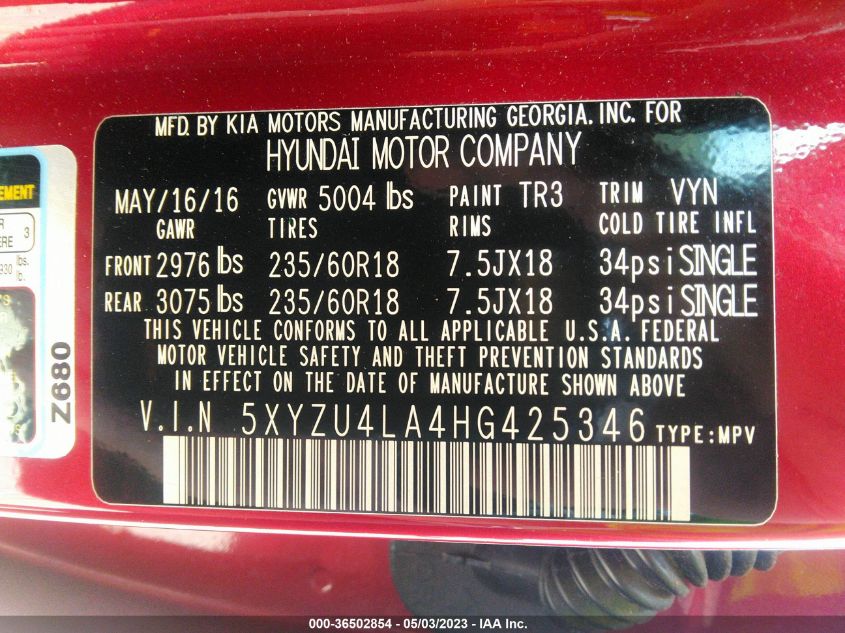 MFD. BY KIA MOTORS MANUFACTURING GEORGIA. INC. FOR
HYUNDAI MOTOR COMPANY
MAY/16/16 GVWR 5004 lbs PAINT TR3 TRIM VYN
GAWR TIRES RIMS COLD TIRE INFL
FRONT 2976 lbs 235/60R18 7.5JX18 34psi SINGLE
REAR 3075 lbs 235/60R18 7.5JX18 34psi SINGLE
THIS VEHICLE CONFORMS TO ALL APPLICABLE U.S.A. FEDERAL
MOTOR VEHICLE SAFETY AND THEFT PREVENTION STANDARDS
IN EFFECT ON THE DATE OF MANUFACTURE SHOWN ABOVE
V.I.N 5XYZU4LA4HG425346 TYPE:MPV
3
lbs.
Z680
000-36502854 - 05/03/2023 - IAA Inc.